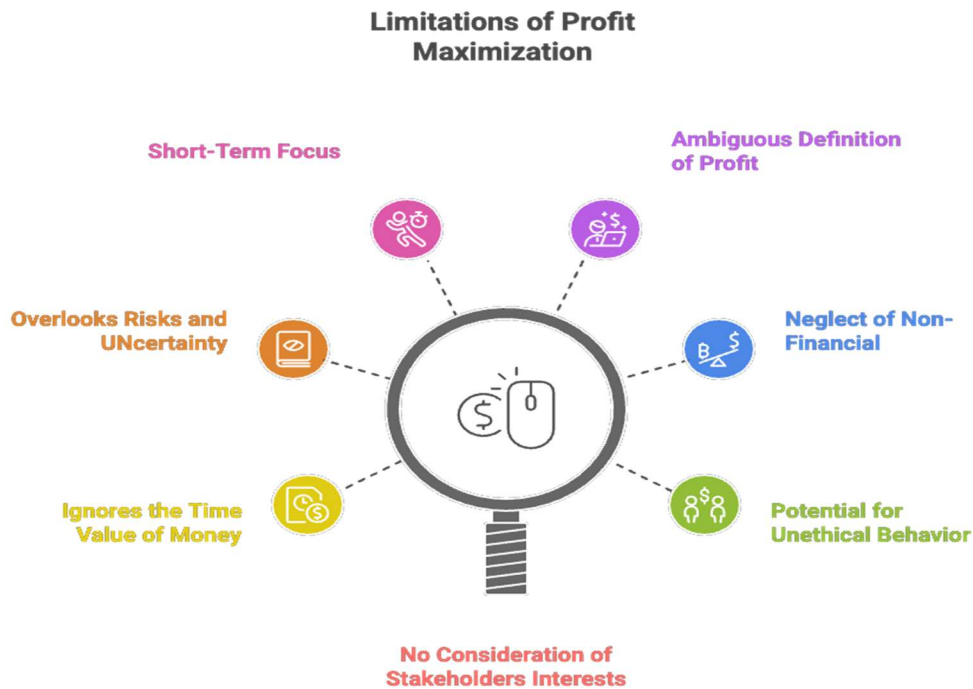 Limitations of Profit
Maximization
Short-Term Focus
Ambiguous Definition
of Profit
Overlooks Risks and
UNcertainty
Neglect of Non-
Financial
Ignores the Time
Value of Money
Potential for
Unethical Behavior
No Consideration of
Stakeholders Interests